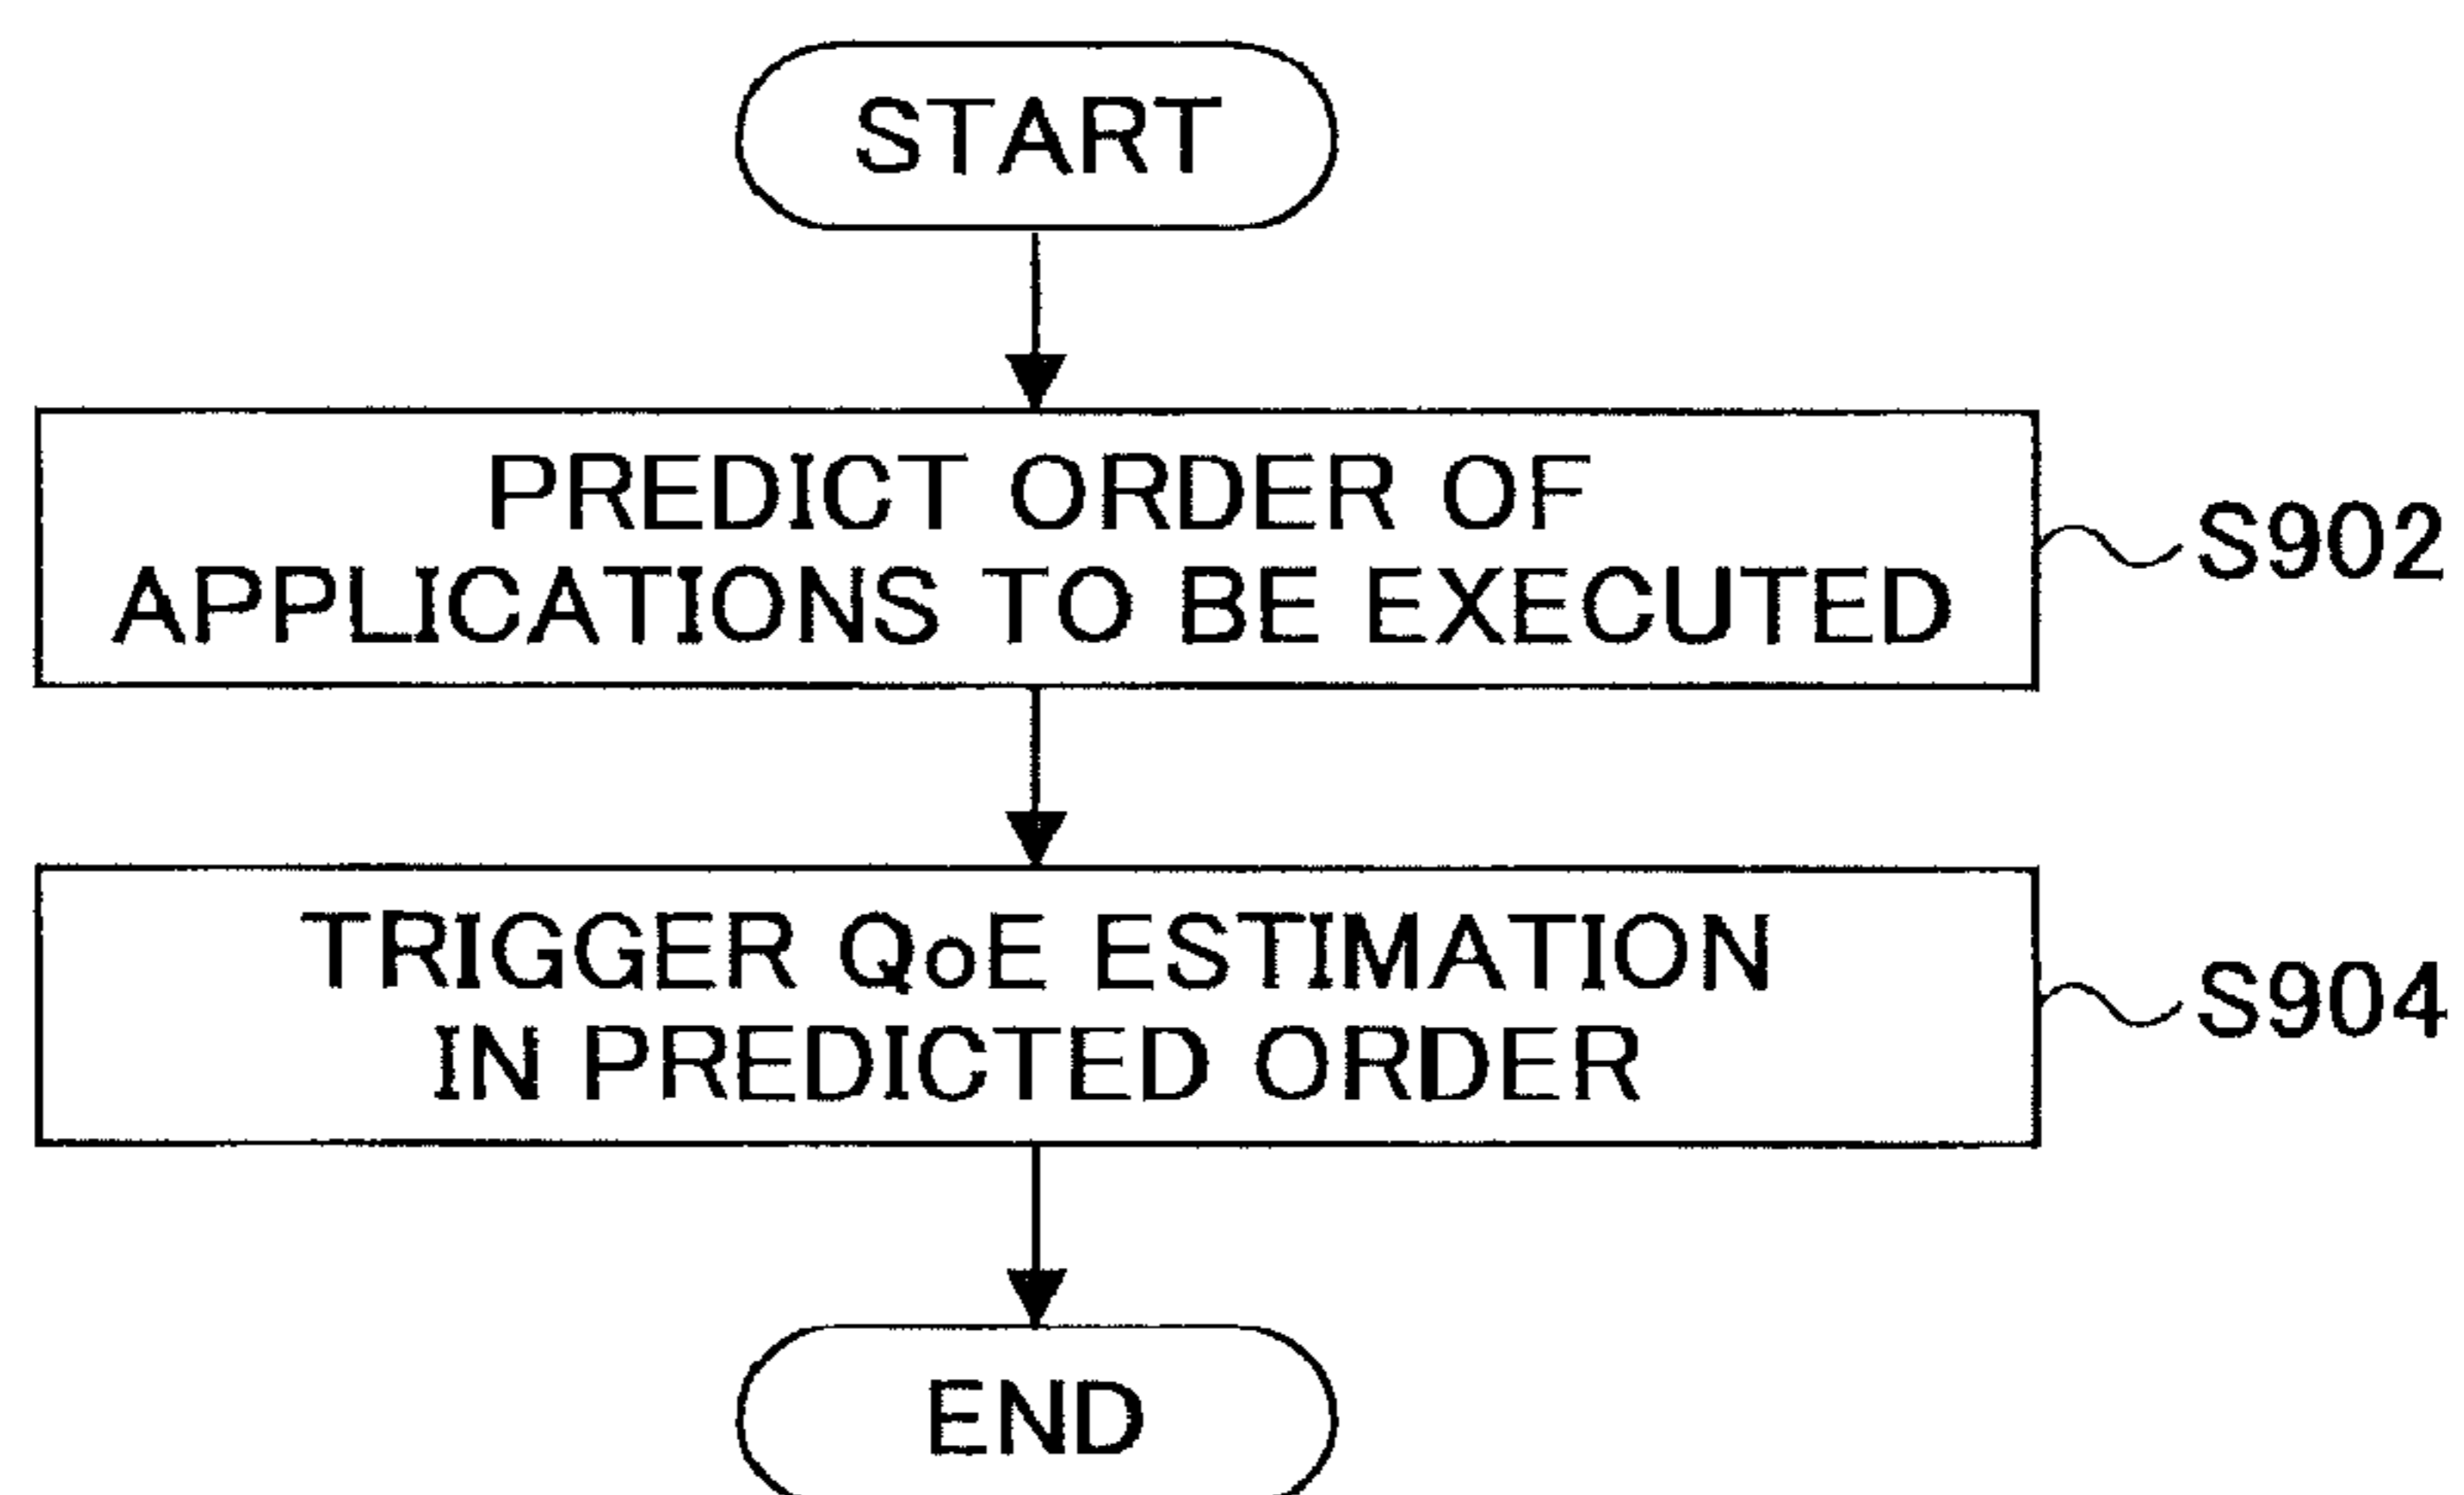 START
PREDICT ORDER OF
APPLICATIONS TO BE EXECUTED
S902
TRIGGER QoE ESTIMATION
IN PREDICTED ORDER
S904
END